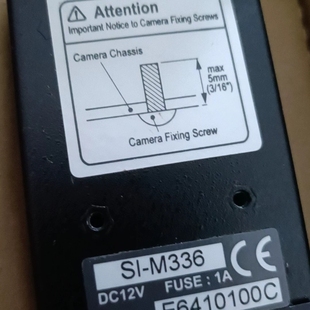 Attention
Important Notice to Camera Fixing Screws
Camera Chassis
max
5mm
(3/16")
Camera Fixing Screw
SI-M336
DC12V FUSE : 1A
E6410100C
CE